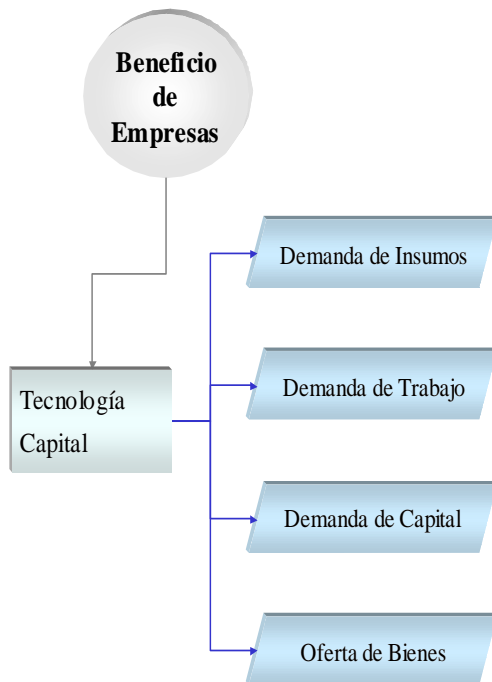 Beneficio
de
Empresas
Demanda de Insumos
Tecnología
Capital
Demanda de Trabajo
Demanda de Capital
Oferta de Bienes